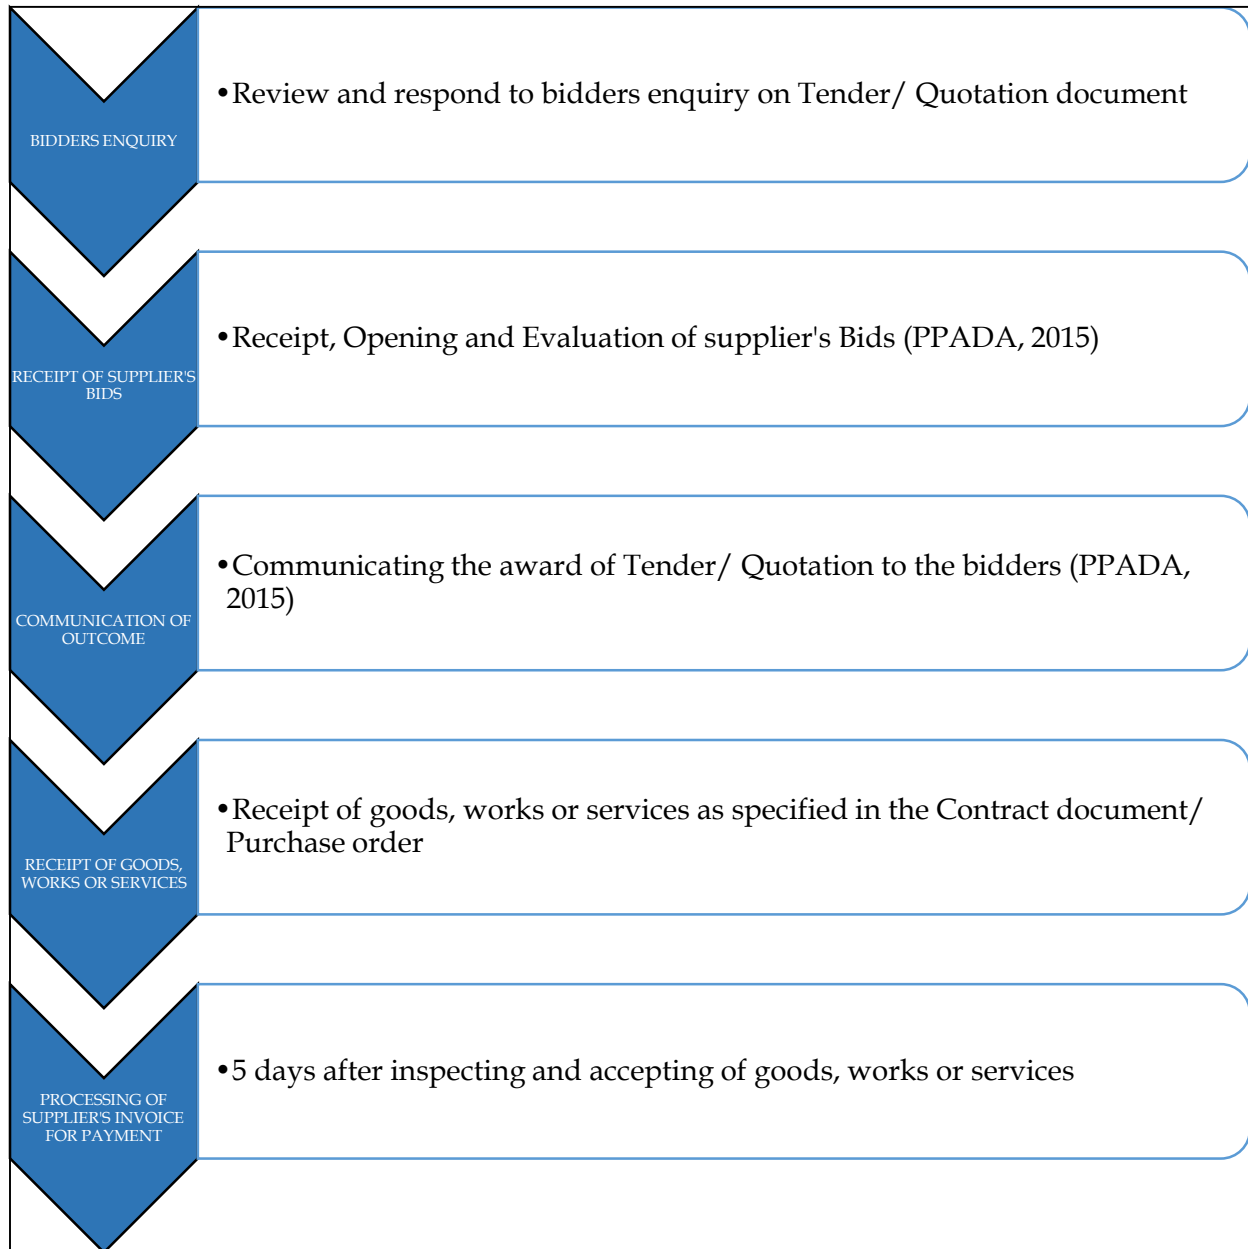 BIDDERS ENQUIRY
•Review and respond to bidders enquiry on Tender/ Quotation document
RECEIPT OF SUPPLIER'S
BIDS
•Receipt, Opening and Evaluation of supplier's Bids (PPADA, 2015)
COMMUNICATION OF
OUTCOME
•Communicating the award of Tender/ Quotation to the bidders (PPADA,
2015)
RECEIPT OF GOODS,
WORKS OR SERVICES
•Receipt of goods, works or services as specified in the Contract document/
Purchase order
PROCESSING OF
SUPPLIER'S INVOICE
FOR PAYMENT
•5 days after inspecting and accepting of goods, works or services